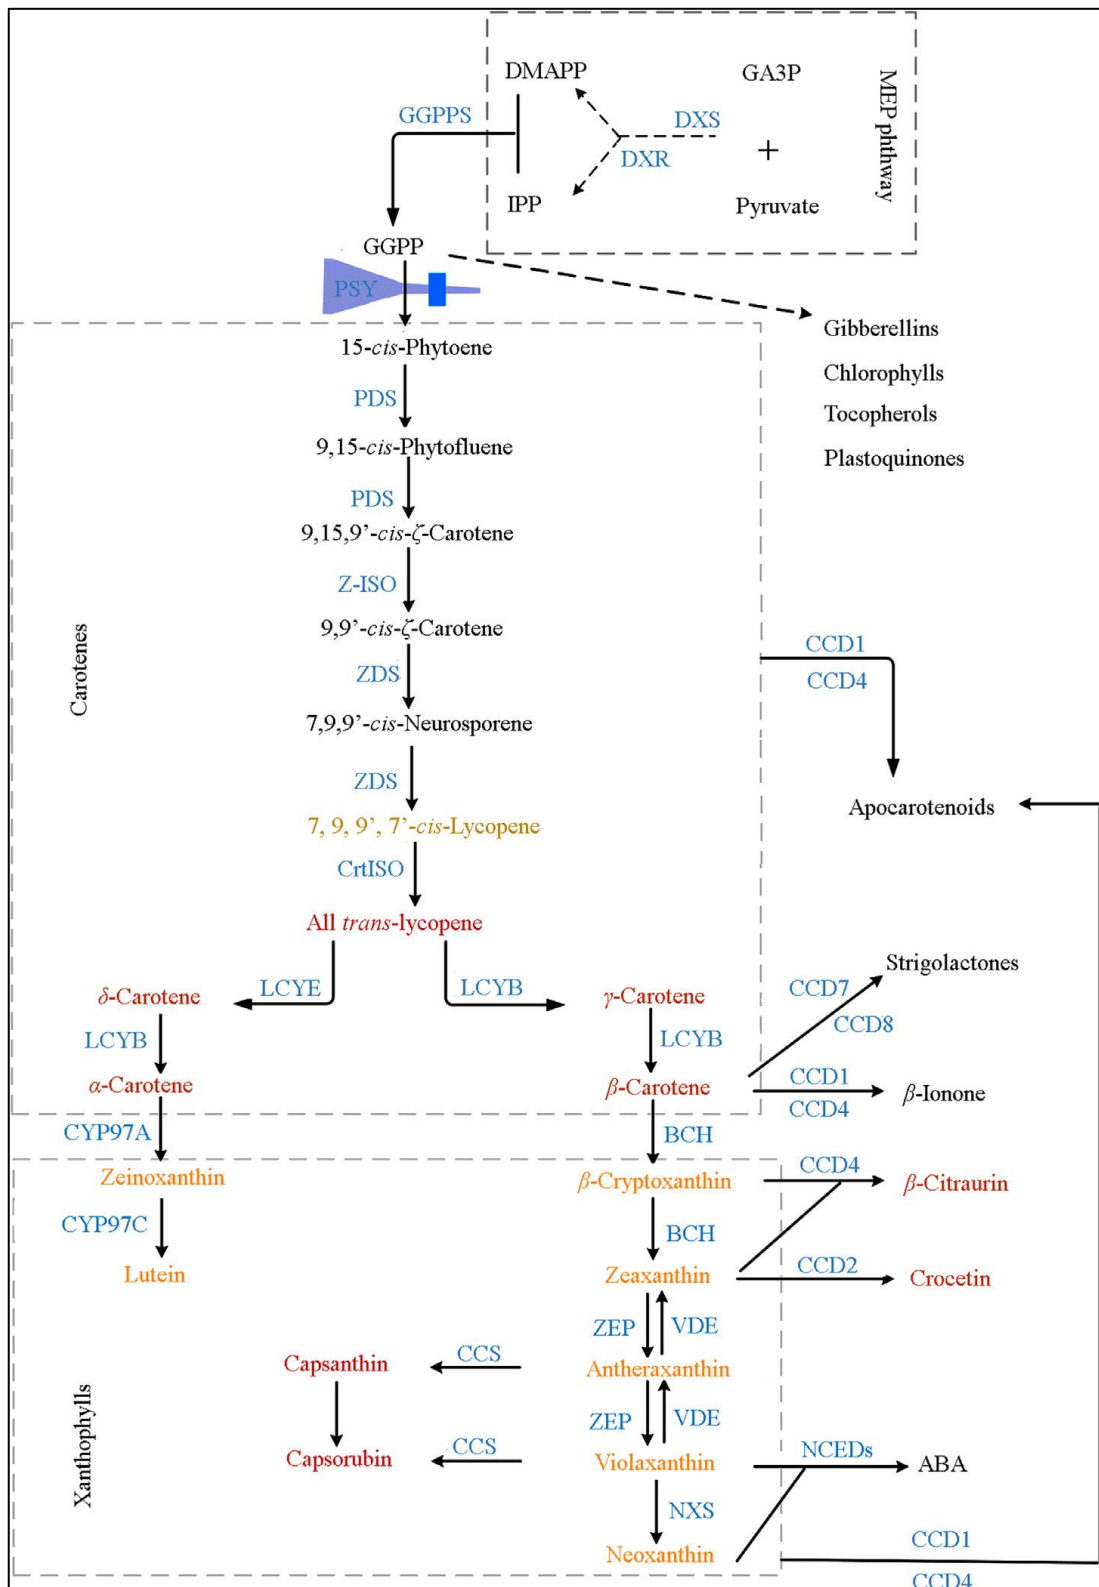 DMAPP
GA3P
MEP phthway
GGPPS
DXS
DXR
+
IPP
Pyruvate
GGPP
PSY
Gibberellins
15-cis-Phytoene
Chlorophylls
PDS
Tocopherols
9,15-cis-Phytofluene
Plastoquinones
PDS
9,15,9’-cis-ζ-Carotene
Z-ISO
9,9’-cis-ζ-Carotene
CCD1
ZDS
CCD4
Carotenes
7,9,9’-cis-Neurosporene
ZDS
Apocarotenoids
7, 9, 9’, 7’-cis-Lycopene
CrtISO
All trans-lycopene
Strigolactones
δ-Carotene
LCYE
LCYB
γ-Carotene
CCD7
CCD8
LCYB
LCYB
α-Carotene
β-Carotene
CCD1
β-Ionone
CCD4
CYP97A
BCH
Zeinoxanthin
β-Cryptoxanthin
CCD4
β-Citraurin
CYP97C
BCH
Lutein
Zeaxanthin
CCD2
Crocetin
ZEP
VDE
Capsanthin
CCS
Antheraxanthin
ZEP
VDE
Xanthophylls
Capsorubin
CCS
Violaxanthin
NCEDs
ABA
NXS
Neoxanthin
CCD1
CCD4